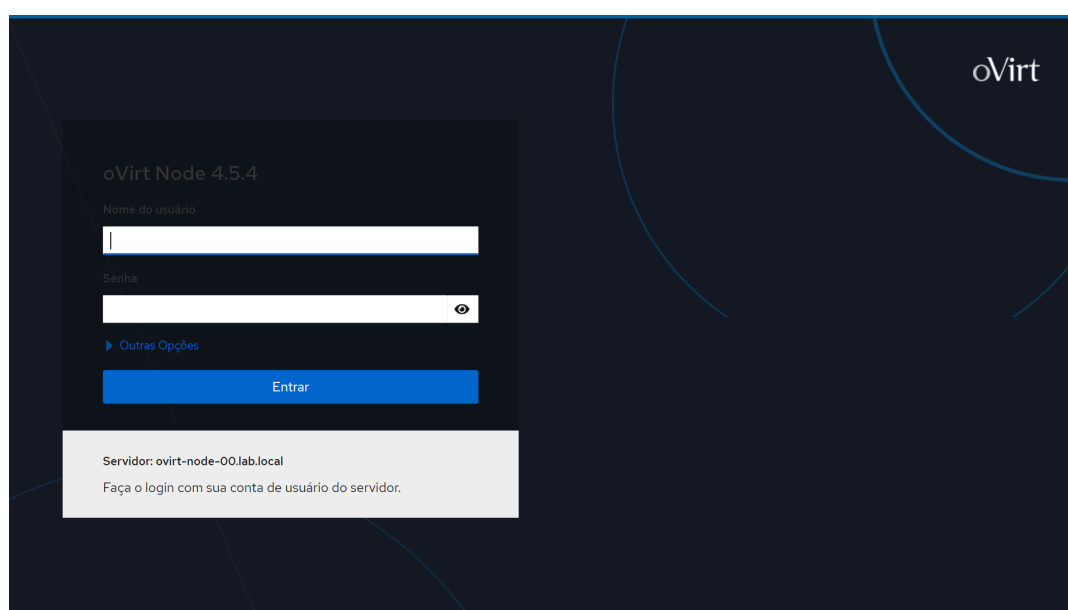 oVirt
oVirt Node 4.5.4
Nome do usuário
Senha
Outras Opções
Entrar
Servidor: ovirt-node-00.lab.local
Faça o login com sua conta de usuário do servidor.